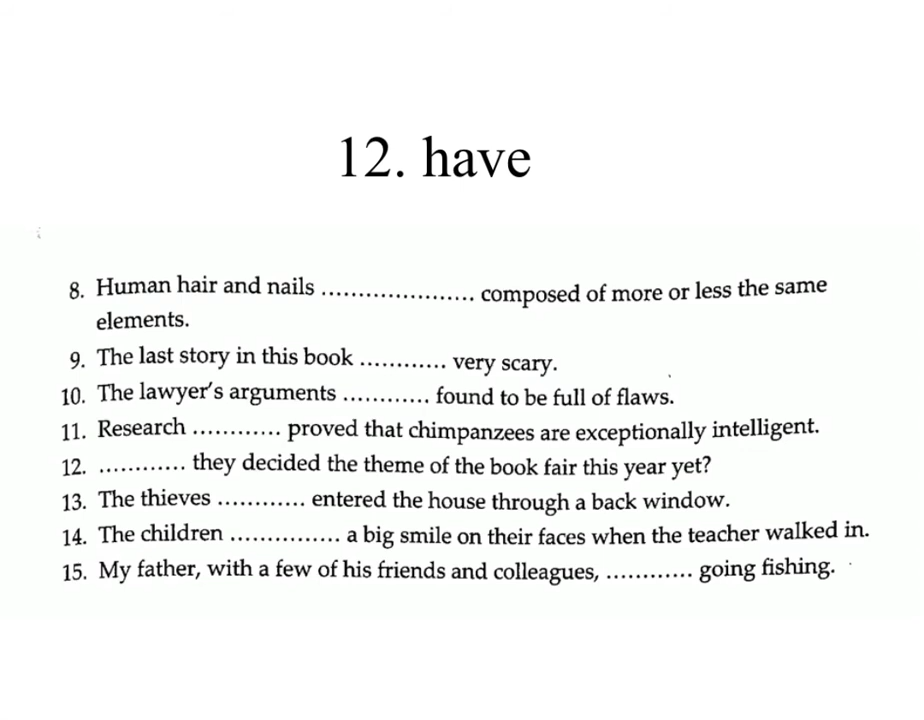 12. have
8. Human hair and nails ..................... composed of more or less the same
elements.
9. The last story in this book ............ very scary.
10. The lawyer's arguments ............ found to be full of flaws.
11. Research ............ proved that chimpanzees are exceptionally intelligent.
12. ............ they decided the theme of the book fair this year yet?
13. The thieves ............ entered the house through a back window.
14. The children ............... a big smile on their faces when the teacher walked in.
15. My father, with a few of his friends and colleagues, ............ going fishing.